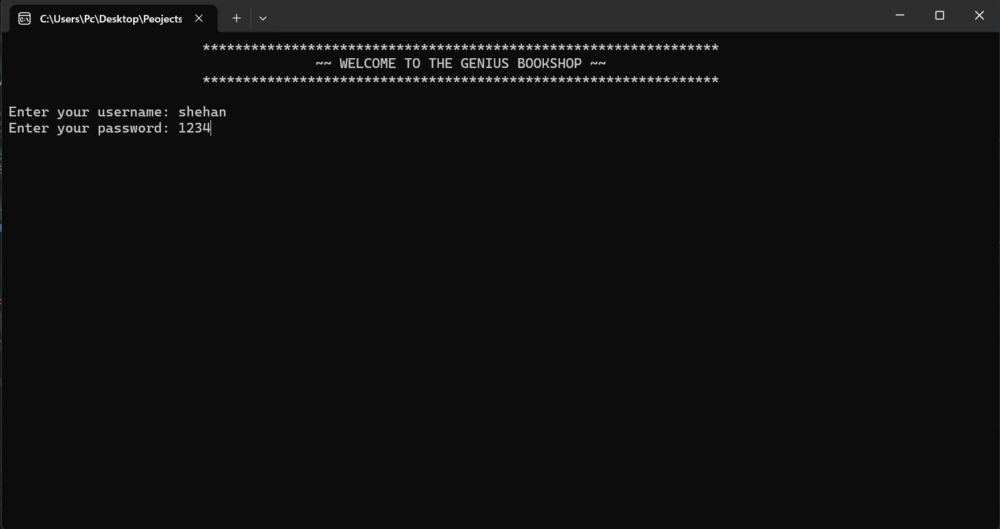 C:\Users\Pc\Desktop\Peojects
****************************************************************
~~ WELCOME TO THE GENIUS BOOKSHOP ~~
****************************************************************
Enter your username: shehan
Enter your password: 1234